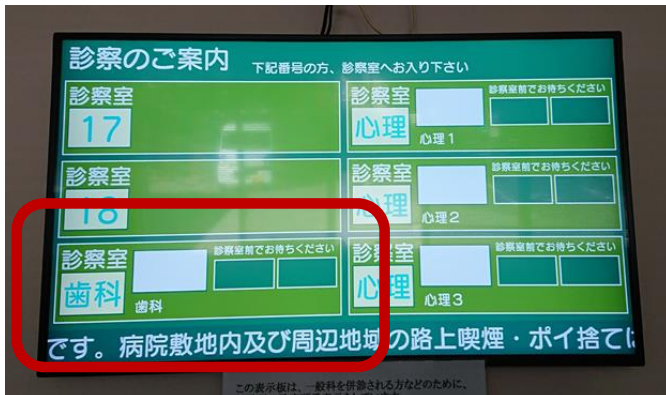 診察のご案内 下記番号の方、診察室へお入り下さい
診察室
17
診察室
18
診察室 診察室前でお待ちください
歯科 歯科
診察室 診察室前でお待ちください
心理 心理1
診察室 診察室前でお待ちください
心理 心理2
診察室 診察室前でお待ちください
心理 心理3
です。病院敷地内及び周辺地域の路上喫煙・ポイ捨ては
この表示板は、一般科を併診される方などのために、